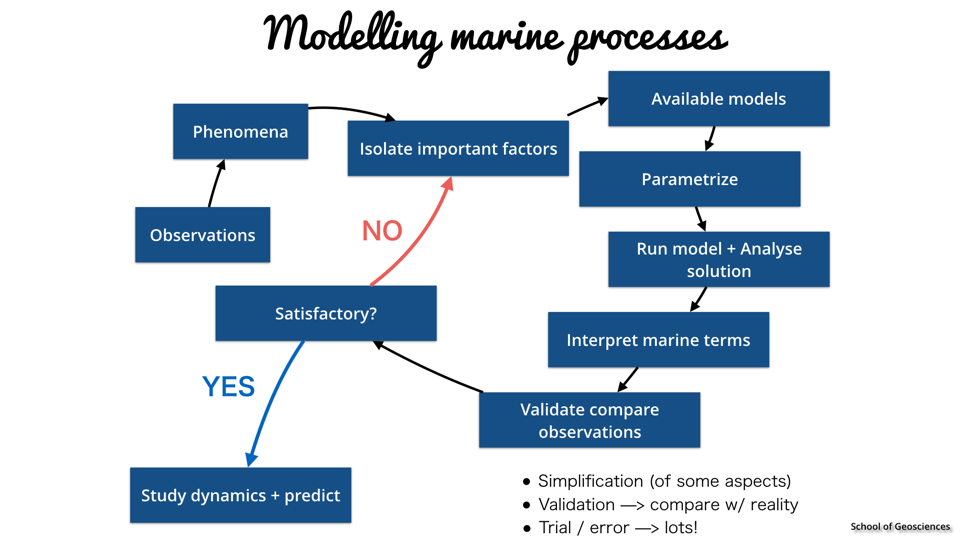 Modelling marine processes
Available models
Phenomena
Isolate important factors
Parametrize
Observations
NO
Run model + Analyse
solution
Satisfactory?
Interpret marine terms
YES
Validate compare
observations
Study dynamics + predict
• Simplification (of some aspects)
• Validation —> compare w/ reality
• Trial / error —> lots!
School of Geosciences